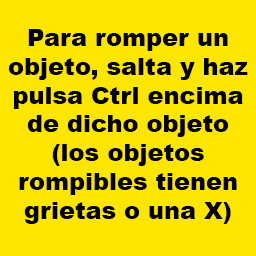 Para romper un
objeto, salta y haz
pulsa Ctrl encima
de dicho objeto
(los objetos
rompibles tienen
grietas o una X)